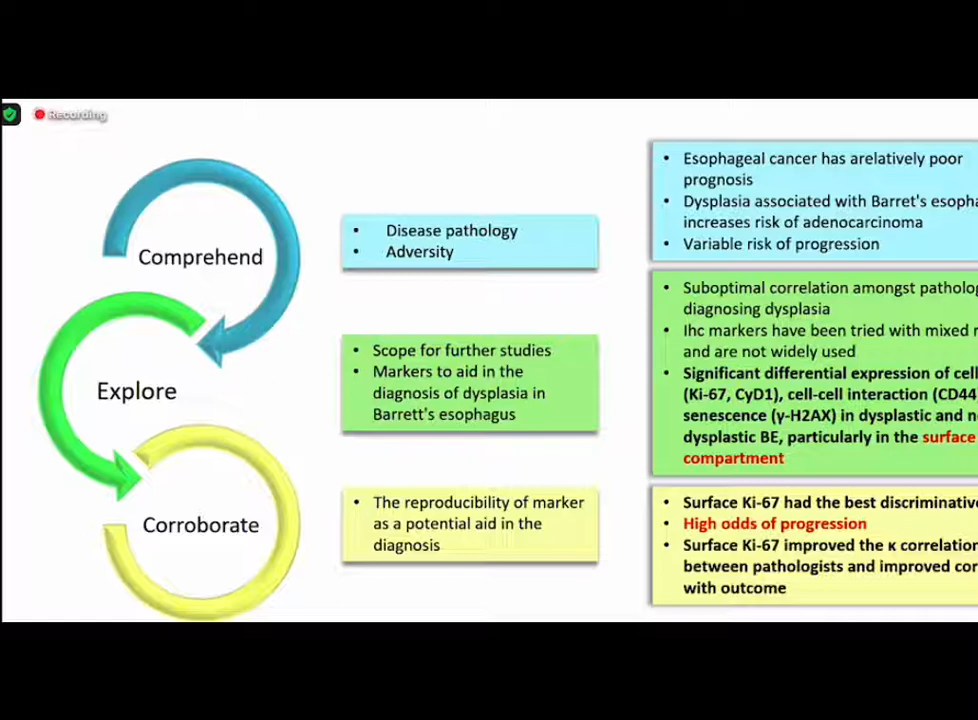 Recording
Comprehend
• Disease pathology
• Adversity
• Esophageal cancer has arelatively poor
prognosis
• Dysplasia associated with Barret's
increases risk of adenocarcinoma
• Variable risk of progression
Explore
• Scope for further studies
• Markers to aid in the
diagnosis of dysplasia in
Barrett's esophagus
• Suboptimal correlation amongst
diagnosing dysplasia
• Ihc markers have been tried with mixed
and are not widely used
• Significant differential expression of
(Ki-67, CyD1), cell-cell interaction (CD44
senescence (γ-H2AX) in dysplastic and
dysplastic BE, particularly in the surface
compartment
Corroborate
• The reproducibility of marker
as a potential aid in the
diagnosis
• Surface Ki-67 had the best
• High odds of progression
• Surface Ki-67 improved the κ
between pathologists and improved
with outcome